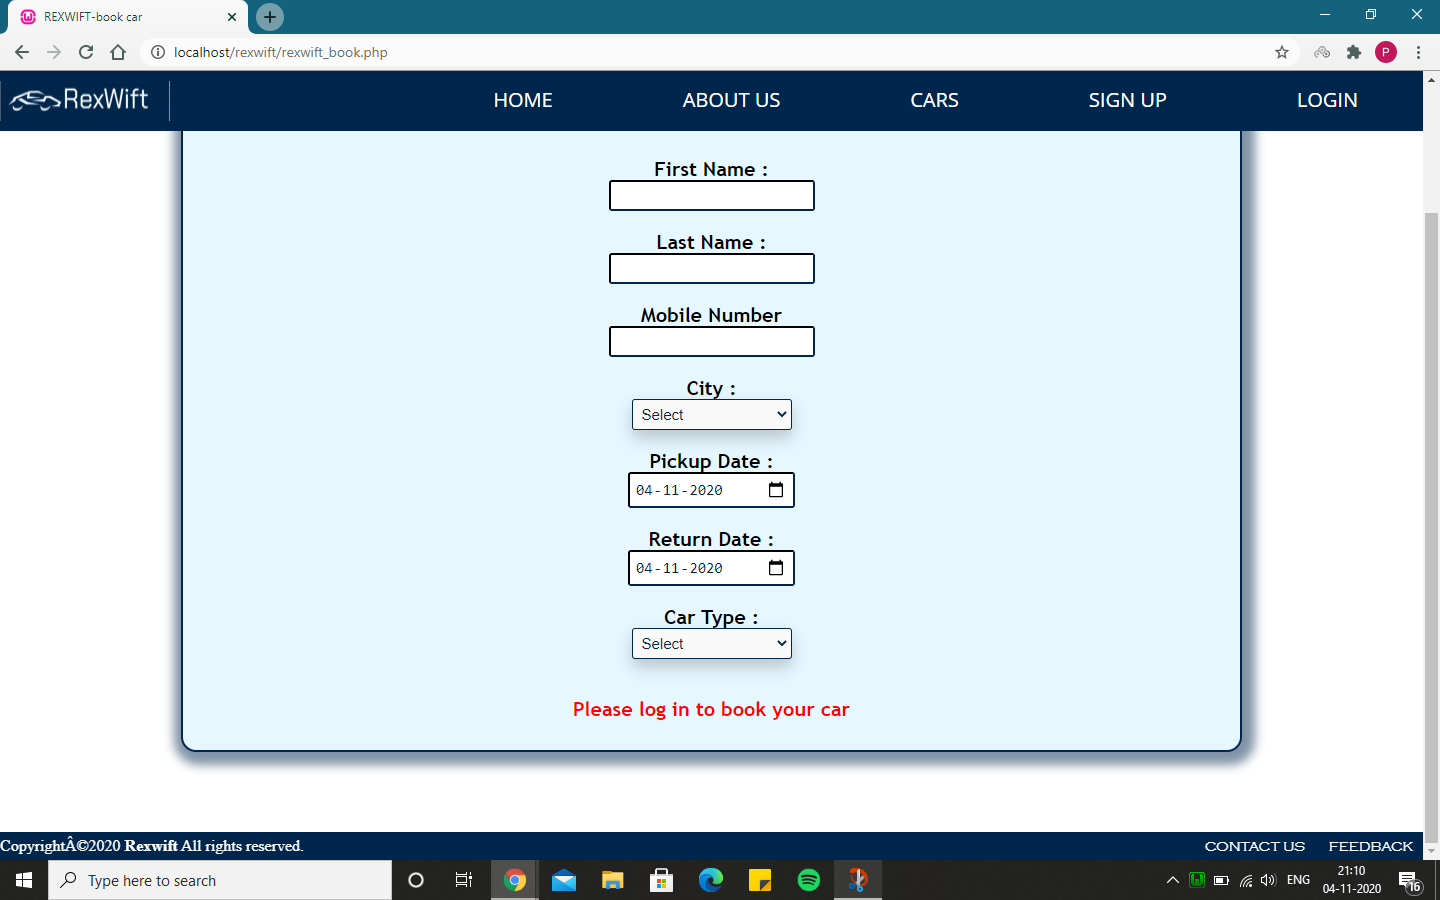 REXWIFT-book car
localhost/rexwift/rexwift_book.php
P
RexWift
HOME ABOUT US CARS SIGN UP LOGIN
First Name :
Last Name :
Mobile Number
City :
Select
Pickup Date :
04-11-2020
Return Date :
04-11-2020
Car Type :
Select
Please log in to book your car
CopyrightÂ©2020 Rexwift All rights reserved. CONTACT US FEEDBACK
Type here to search
ENG
21:10
04-11-2020
16